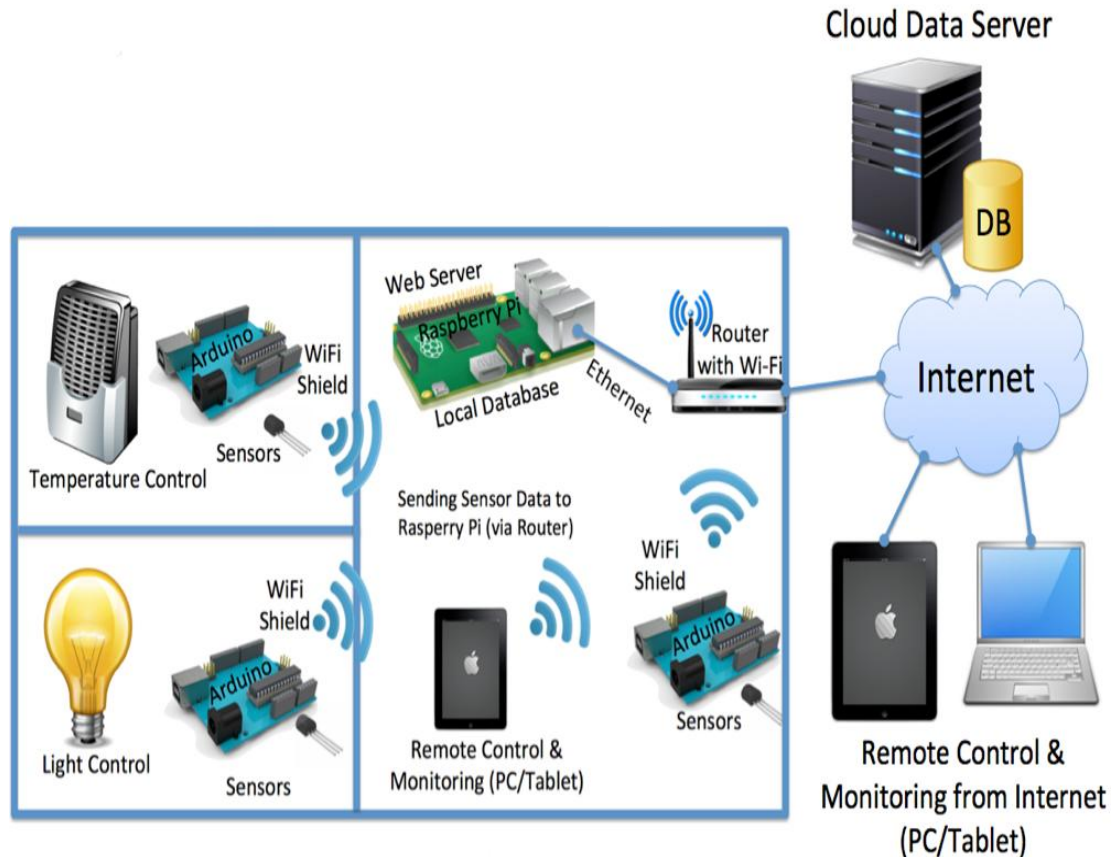 Cloud Data Server
DB
Internet
Web Server
Raspberry Pi
Local Database
Ethernet
Router
with Wi-Fi
Arduino
WiFi
Shield
Sensors
Temperature Control
Sending Sensor Data to
Rasperry Pi (via Router)
WiFi
Shield
Arduino
Sensors
Light Control
WiFi
Shield
Arduino
Sensors
Remote Control &
Monitoring (PC/Tablet)
Remote Control &
Monitoring from Internet
(PC/Tablet)